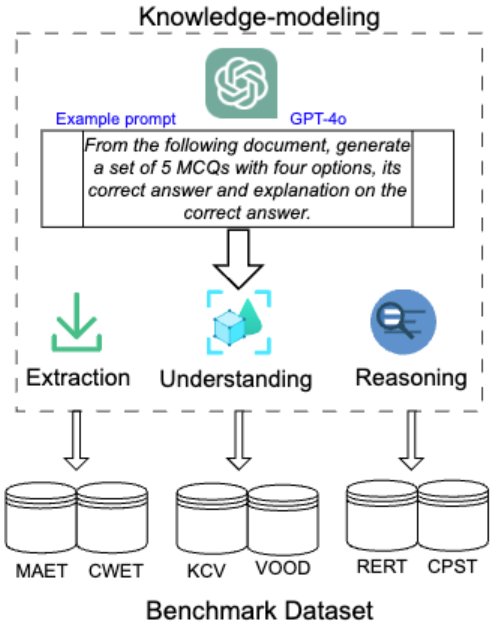 Knowledge-modeling
Example prompt GPT-4o
From the following document, generate
a set of 5 MCQs with four options, its
correct answer and explanation on the
correct answer.
Extraction Understanding Reasoning
MAET CWET KCV VOOD RERT CPST
Benchmark Dataset